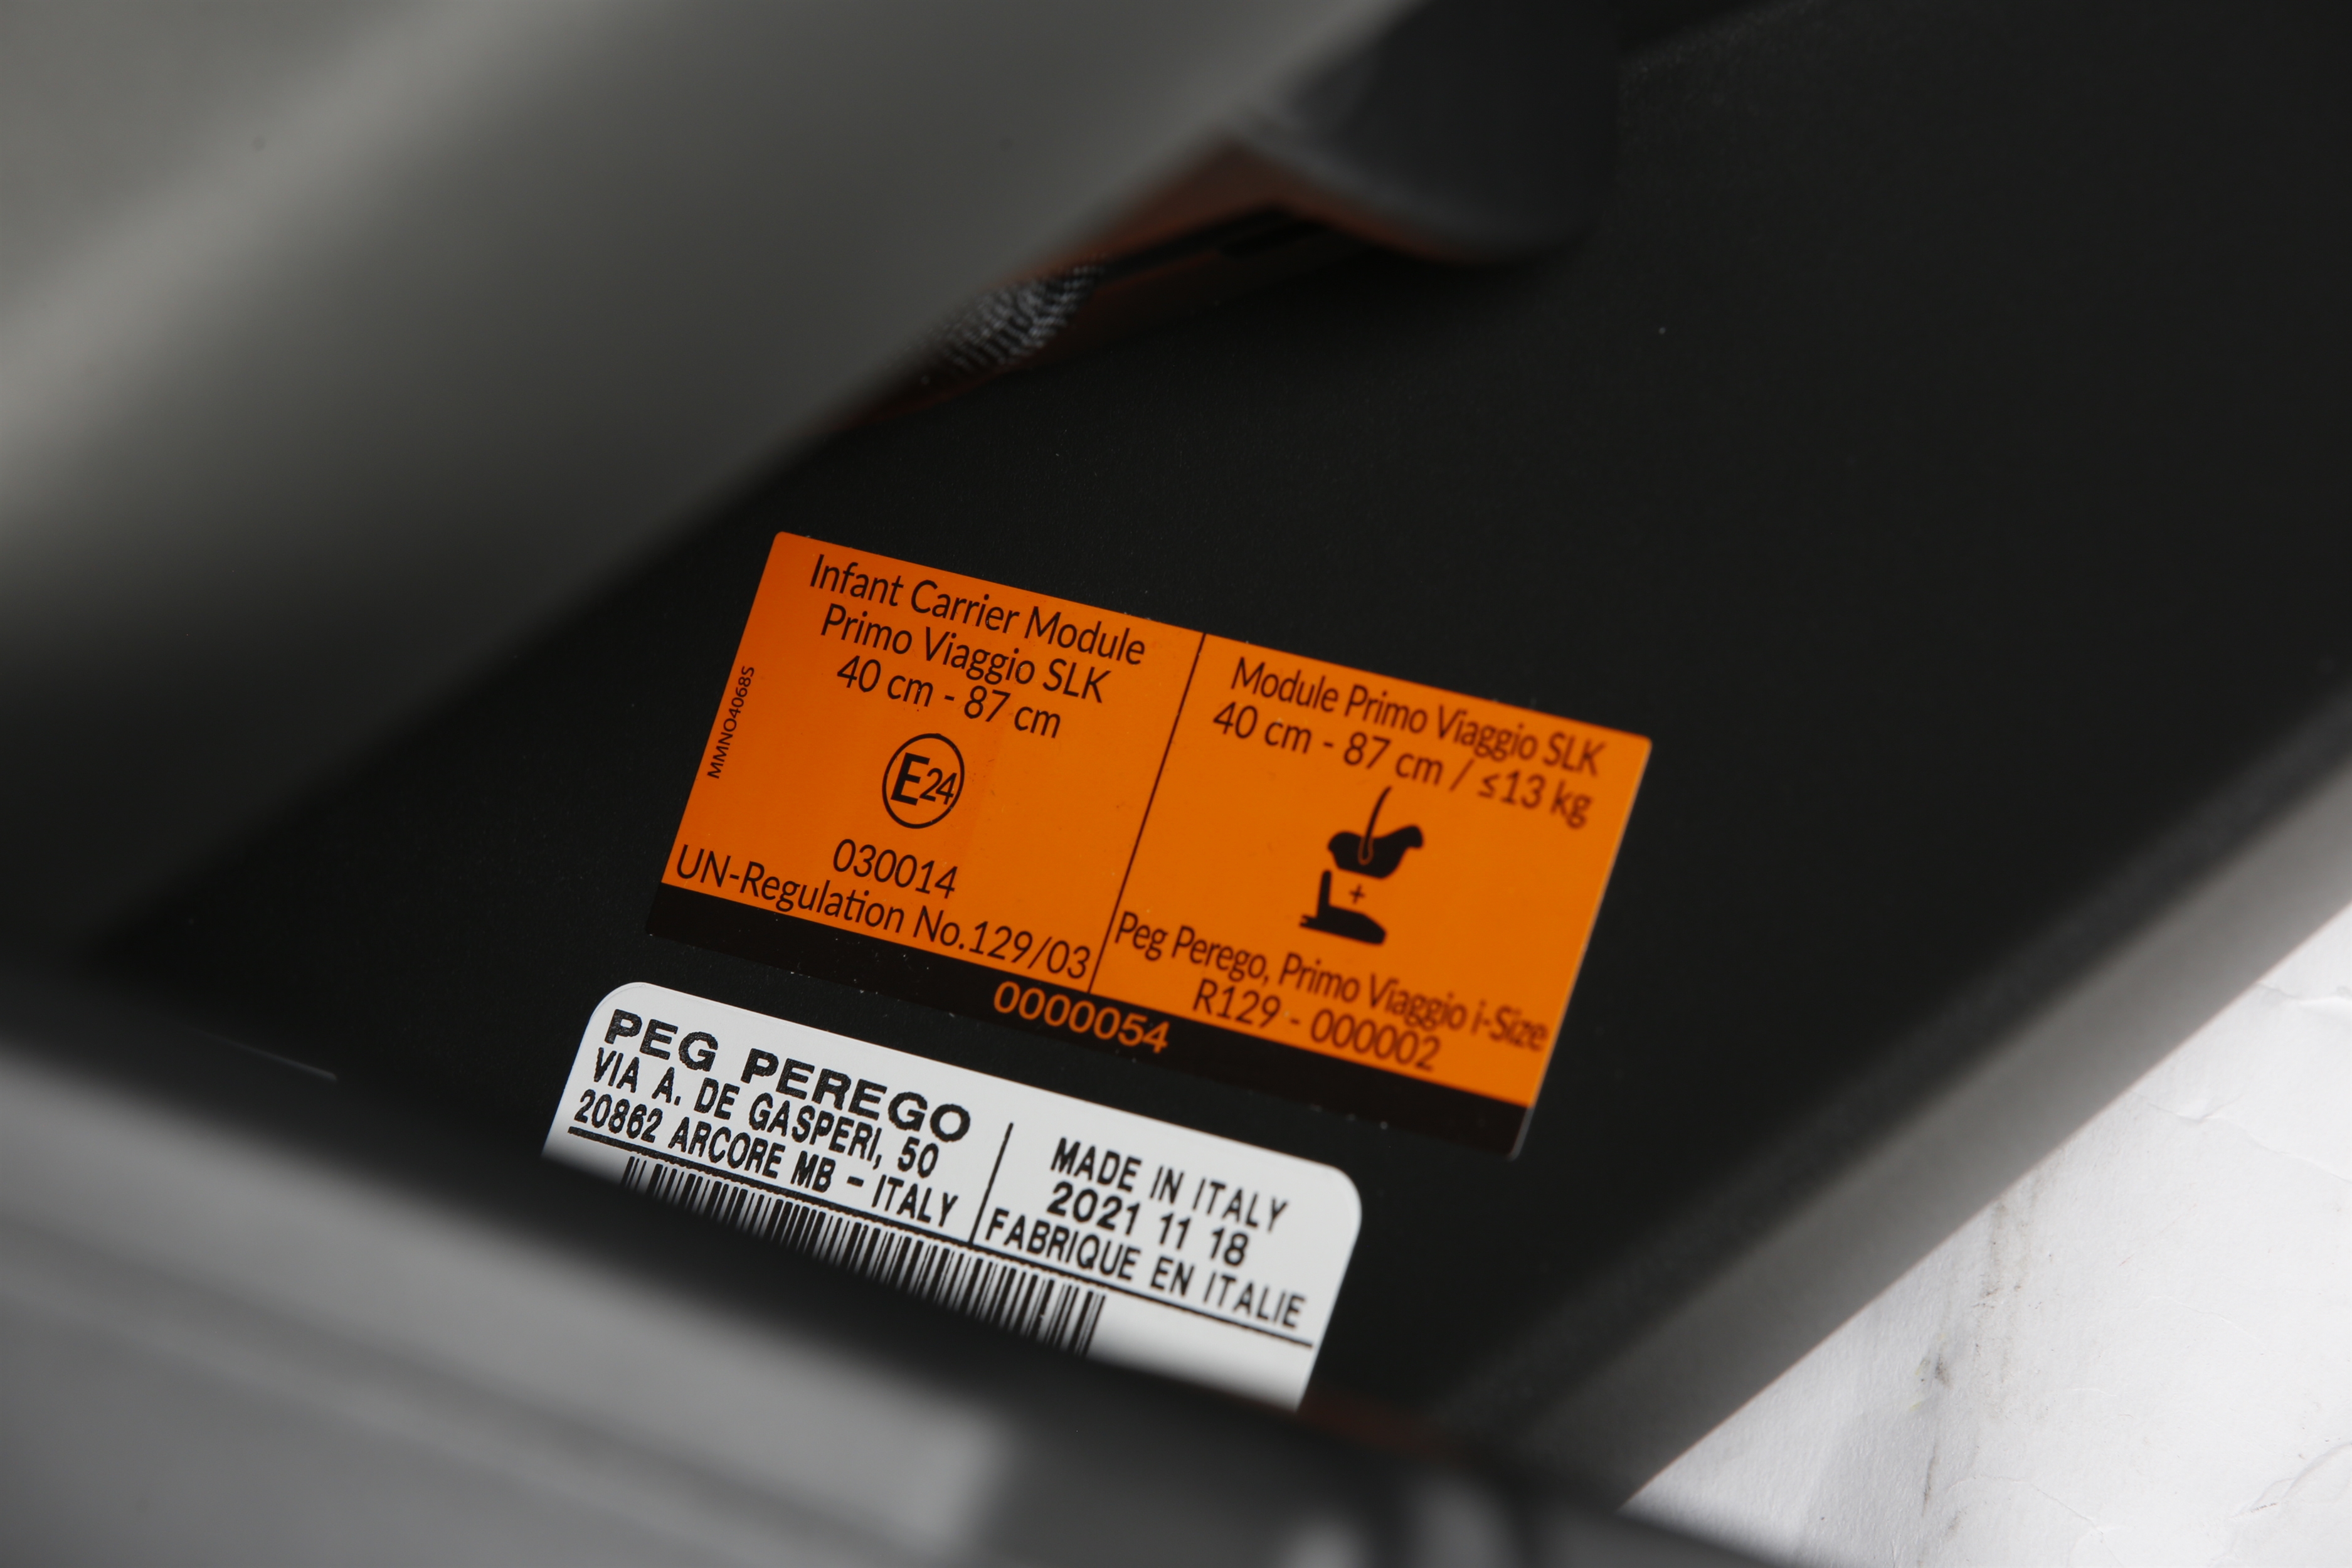 Infant Carrier Module
Primo Viaggio SLK
40 cm - 87 cm
MMNO4068S
E24
030014
UN-Regulation No.129/03
Module Primo Viaggio SLK
40 cm - 87 cm / ≤13 kg
+
Peg Perego, Primo Viaggio i-Size
R129 - 000002
0000054
PEG PEREGO
VIA A. DE GASPERI, 50
20862 ARCORE MB - ITALY
MADE IN ITALY
2021 11 18
FABRIQUE EN ITALIE